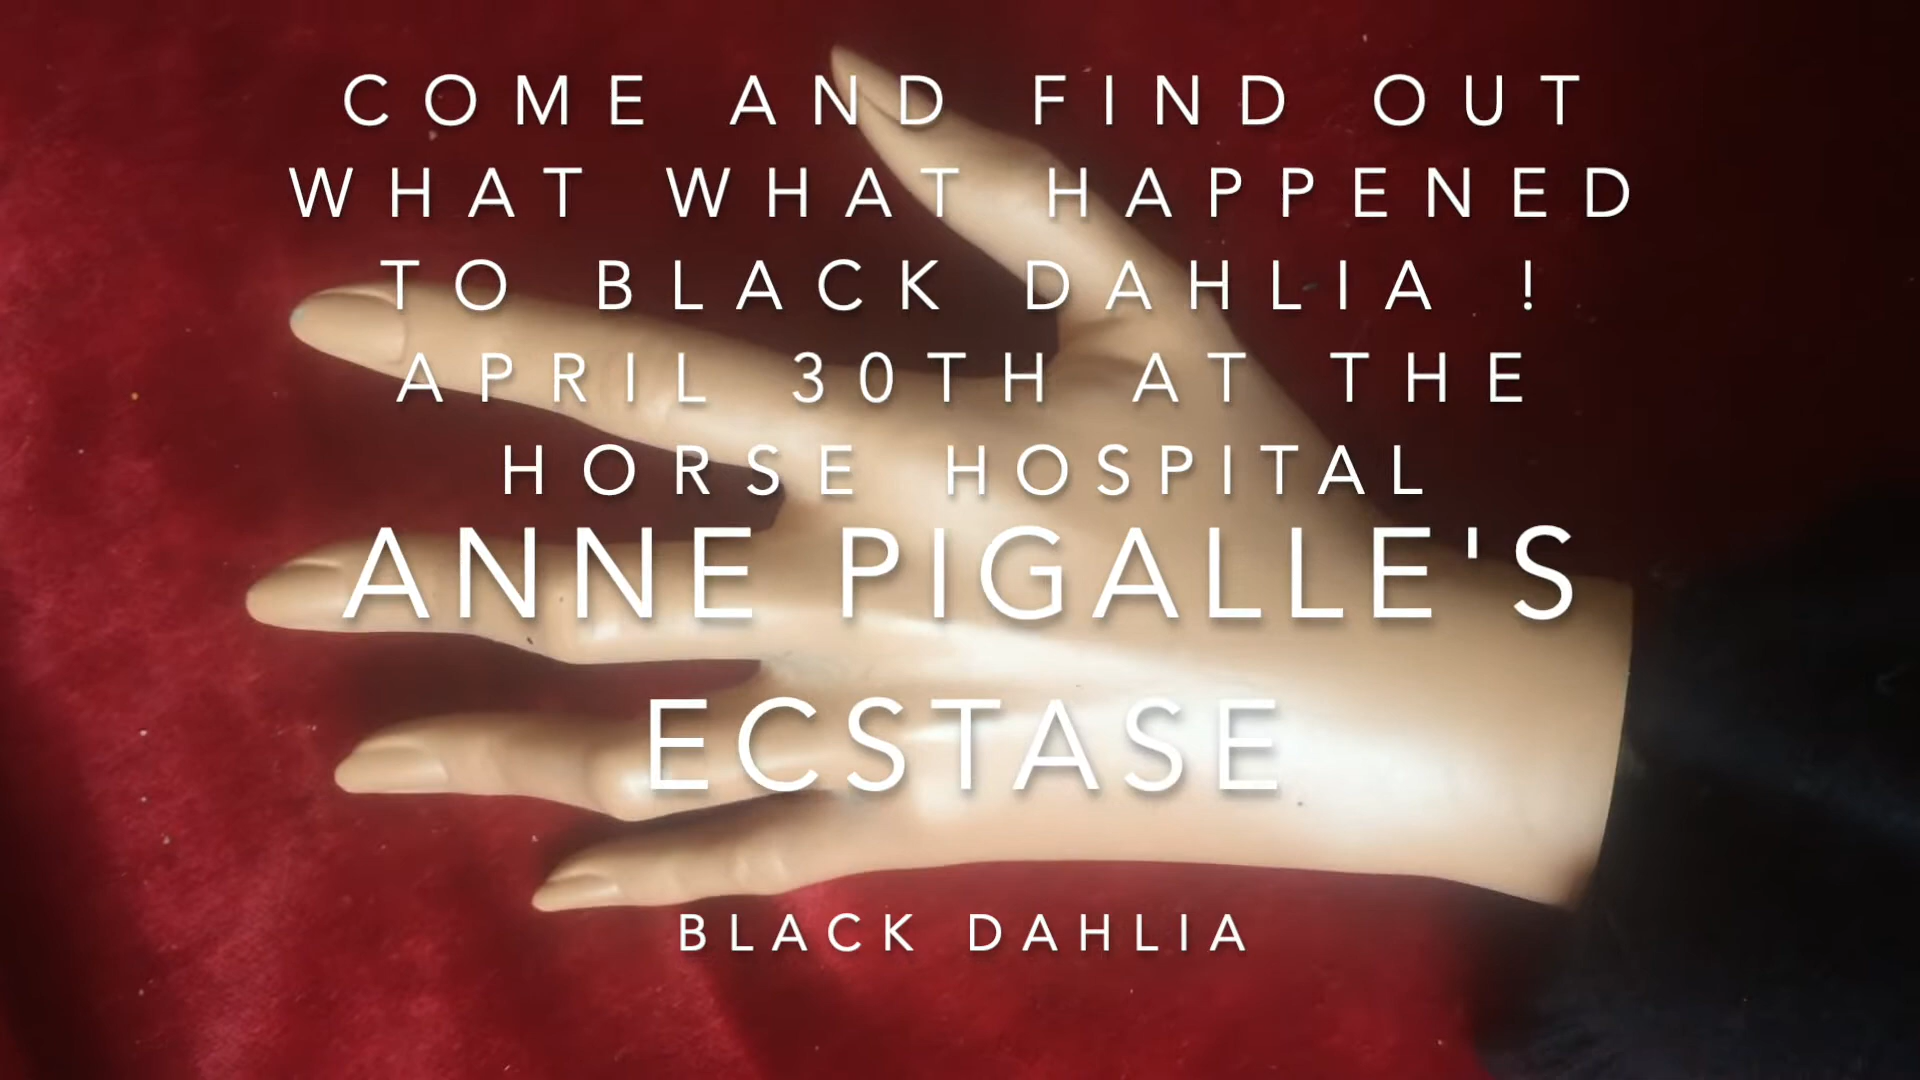 COME AND FIND OUT
WHAT WHAT HAPPENED
TO BLACK DAHLIA !
APRIL 30TH AT THE
HORSE HOSPITAL
ANNE PIGALLE'S
ECSTASE
BLACK DAHLIA